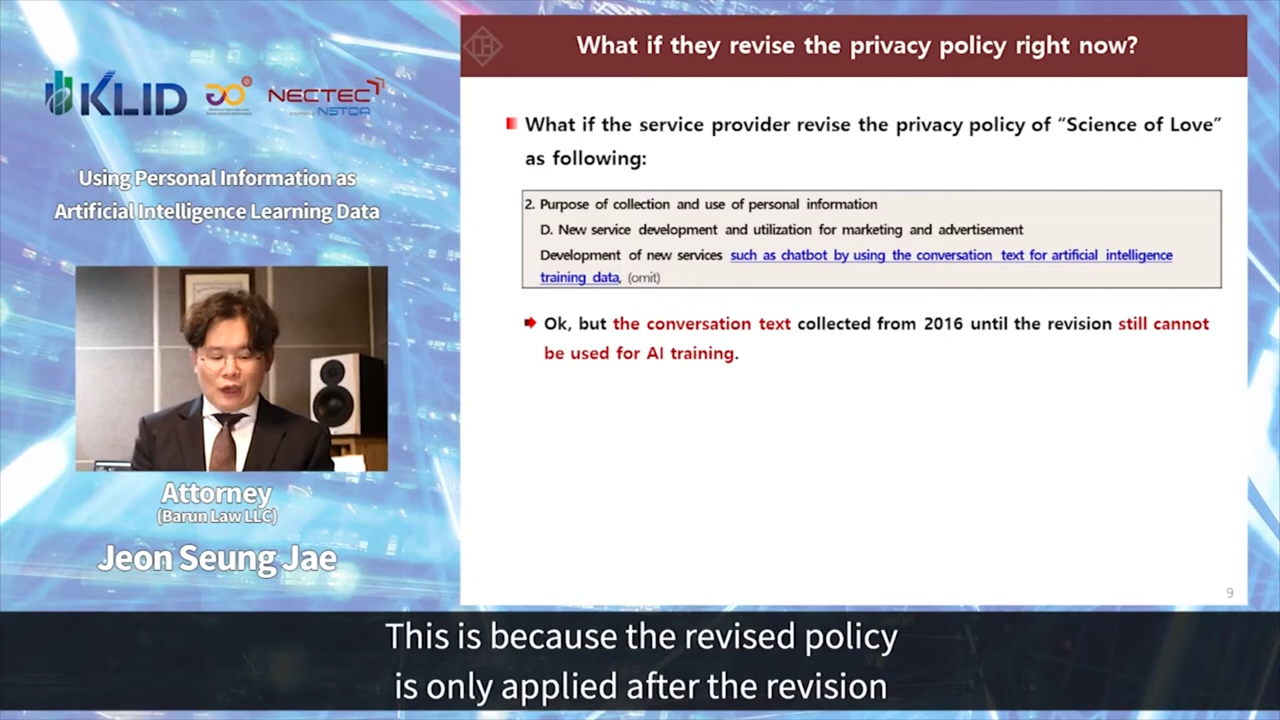 KLID
NECTEC
NSTDA
Using Personal Information as
Artificial Intelligence Learning Data
Attorney
(Barun Law LLC)
Jeon Seung Jae
What if they revise the privacy policy right now?
What if the service provider revise the privacy policy of “Science of Love”
as following:
2. Purpose of collection and use of personal information
D. New service development and utilization for marketing and advertisement
Development of new services such as chatbot by using the conversation text for artificial intelligence
training data, (omit)
Ok, but the conversation text collected from 2016 until the revision still cannot
be used for AI training.
9
This is because the revised policy
is only applied after the revision